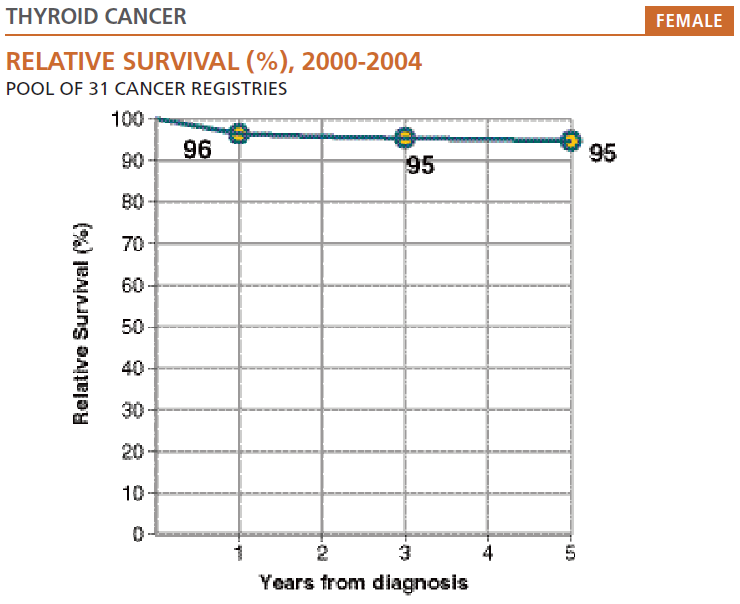 THYROID CANCER
FEMALE
RELATIVE SURVIVAL (%), 2000-2004
POOL OF 31 CANCER REGISTRIES
100
96
95
95
90
80
70
60
50
40
30
20
10
0
Relative Survival (%)
1 2 3 4 5
Years from diagnosis